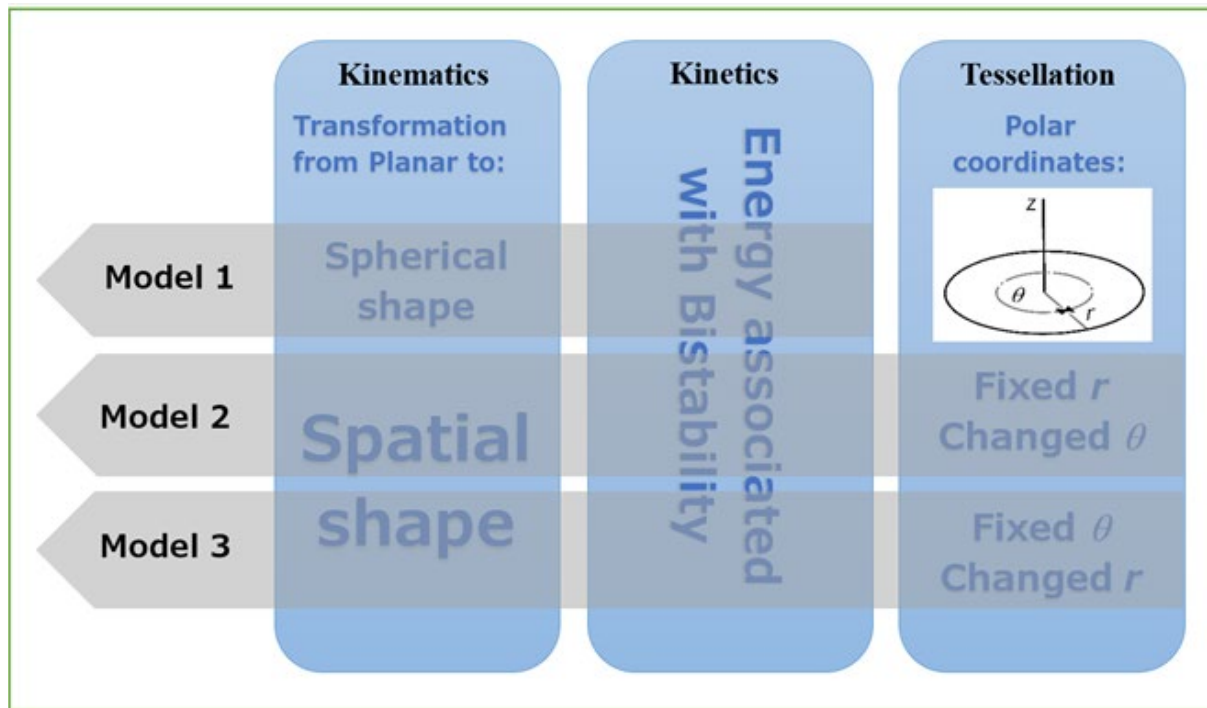 Kinematics
Transformation
from Planar to:
Kinetics
Energy associated
with Bistability
Tessellation
Polar
coordinates:
z
θ
r
Model 1
Spherical
shape
Model 2
Spatial
shape
Fixed r
Changed θ
Model 3
Fixed θ
Changed r